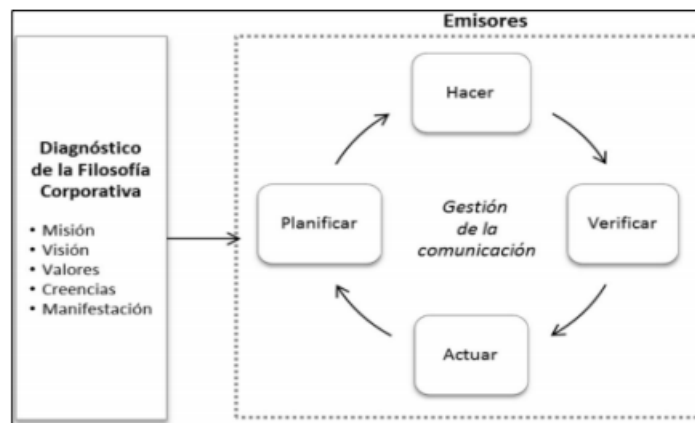 Emisores
Diagnóstico
de la Filosofía
Corporativa
• Misión
• Visión
• Valores
• Creencias
• Manifestación
Hacer
Planificar
Gestión
de la
comunicación
Verificar
Actuar